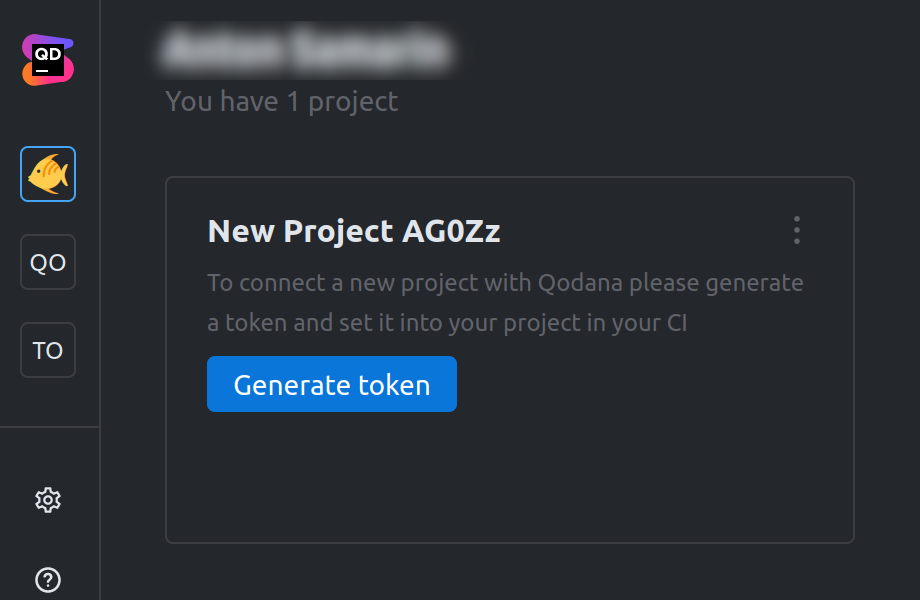 QD
You have 1 project
New Project AG0Zz
To connect a new project with Qodana please generate
a token and set it into your project in your CI
Generate token
QO
TO